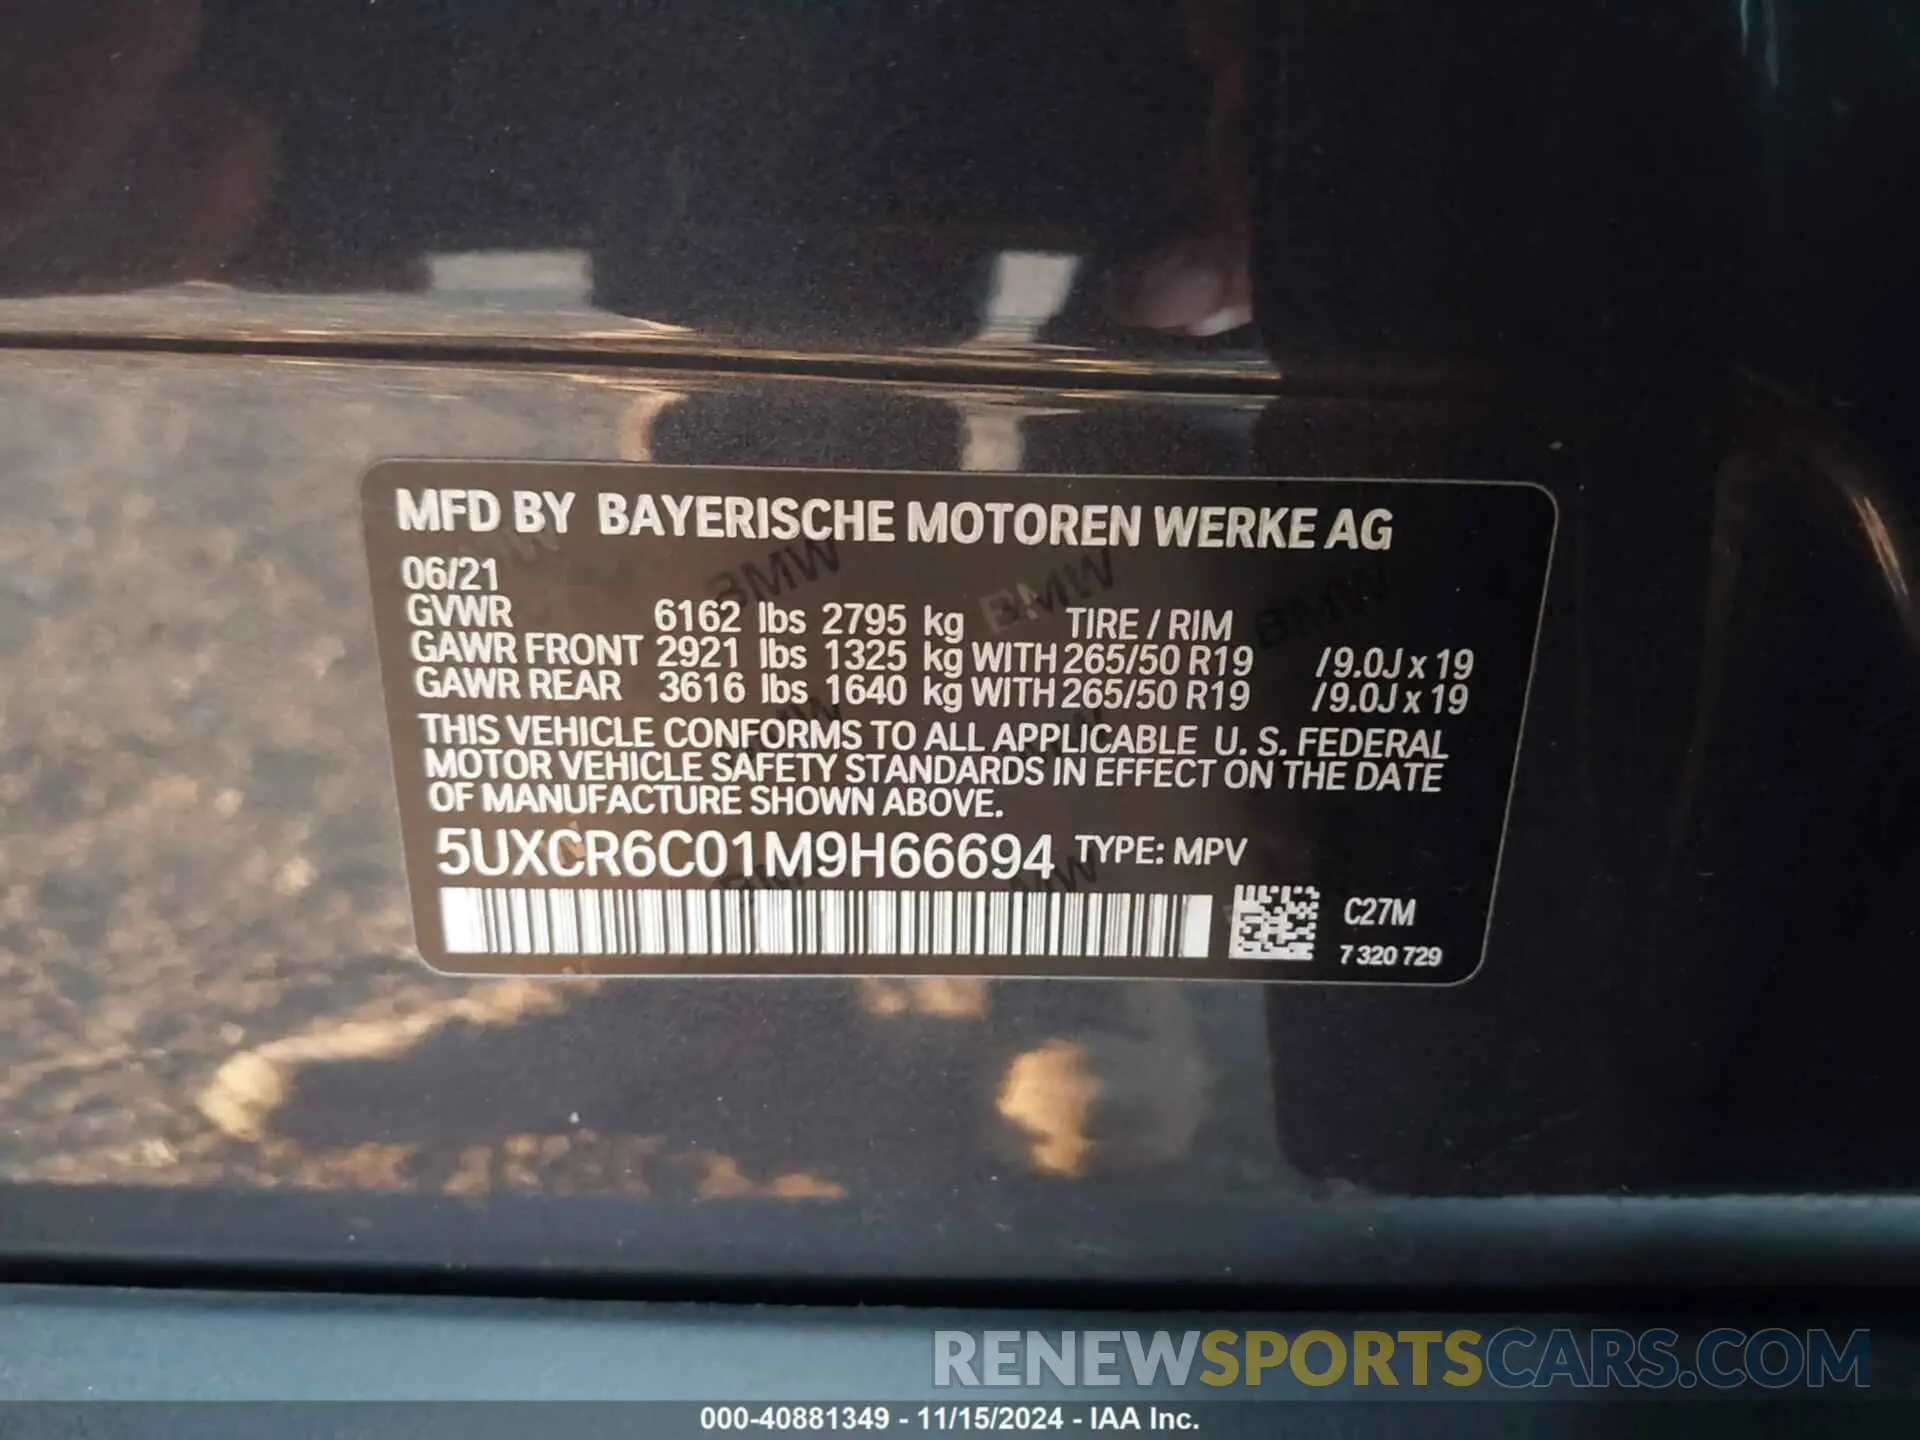 MFD BY BAYERISCHE MOTOREN WERKE AG
06/21
GVWR 6162 lbs 2795 kg TIRE / RIM
GAWR FRONT 2921 lbs 1325 kg WITH 265/50 R19 /9.0J x 19
GAWR REAR 3616 lbs 1640 kg WITH 265/50 R19 /9.0J x 19
THIS VEHICLE CONFORMS TO ALL APPLICABLE U. S. FEDERAL
MOTOR VEHICLE SAFETY STANDARDS IN EFFECT ON THE DATE
OF MANUFACTURE SHOWN ABOVE.
5UXCR6C01M9H66694 TYPE: MPV
C27M
7 320 729
RENEWSPORTSCARS.COM
000-40881349 - 11/15/2024 - IAA Inc.